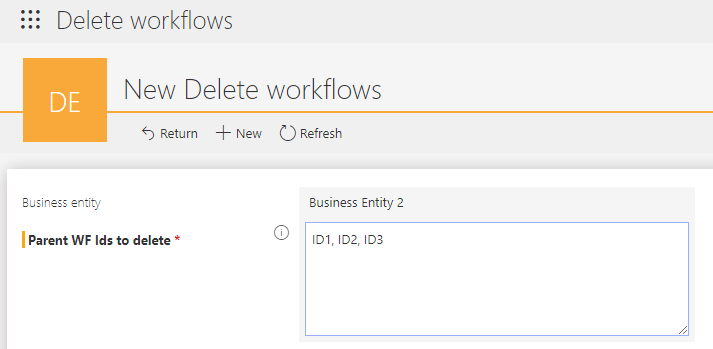 Delete workflows
DE
New Delete workflows
Return New Refresh
Business entity Business Entity 2
Parent WF Ids to delete * ID1, ID2, ID3